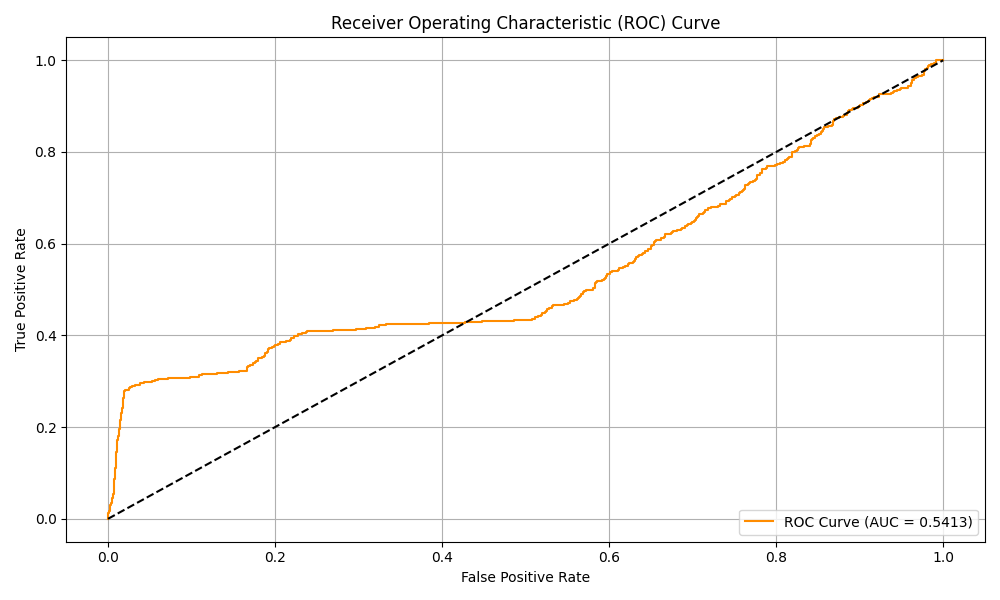 Receiver Operating Characteristic (ROC) Curve
True Positive Rate
1.0
0.8
0.6
0.4
0.2
0.0
0.0 0.2 0.4 0.6 0.8 1.0
False Positive Rate
ROC Curve (AUC = 0.5413)